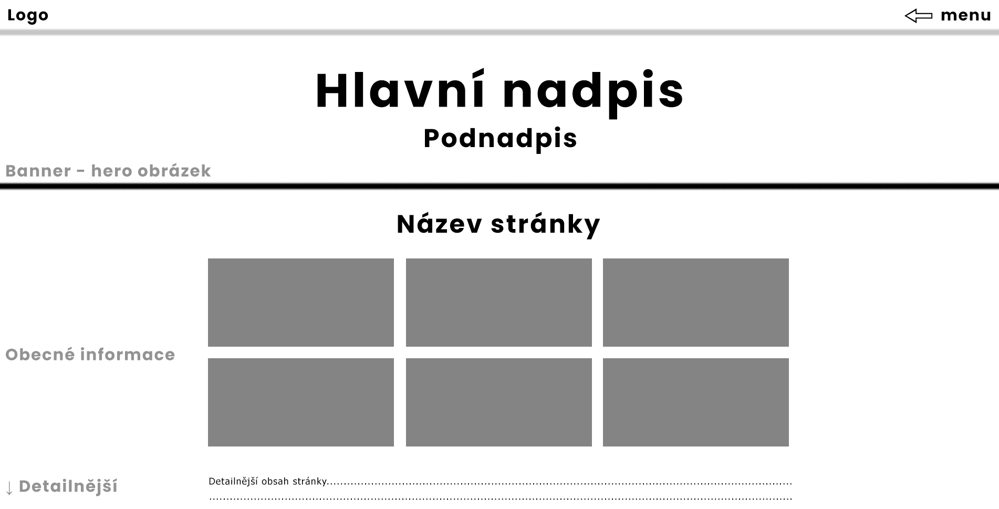 Logo
⇦ menu
Hlavní nadpis
Podnadpis
Banner - hero obrázek
Název stránky
Obecné informace
↓ Detailnější
Detailnější obsah stránky..........................................................................................................................................
..............................................................................................................................................................................